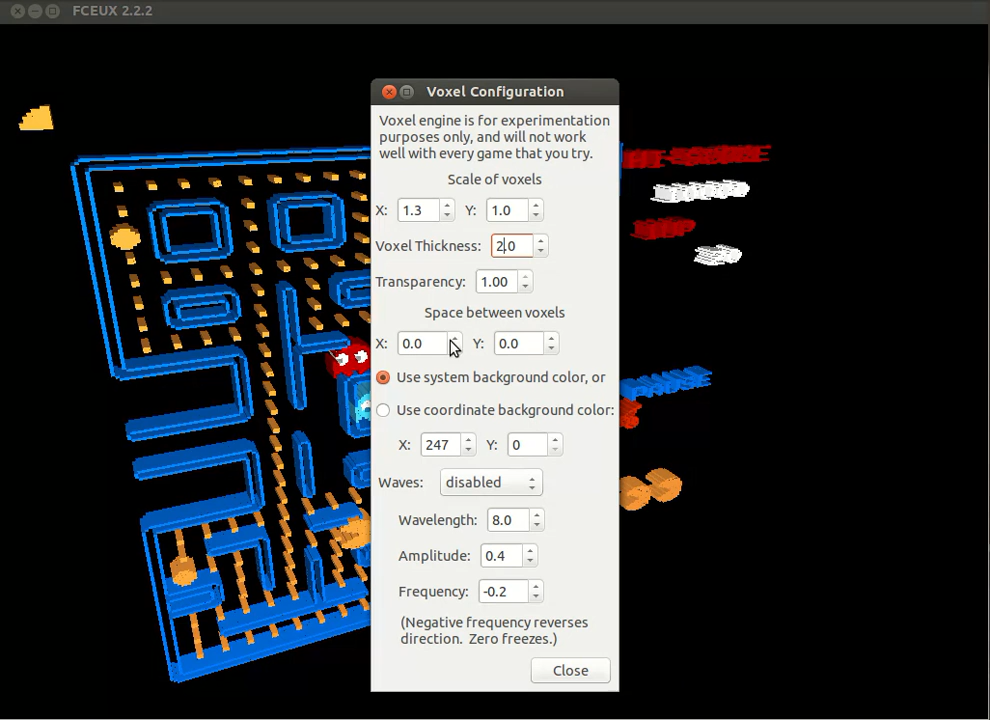 FCEUX 2.2.2
Voxel Configuration
Voxel engine is for experimentation
purposes only, and will not work
well with every game that you try.
Scale of voxels
X: 1.3 Y: 1.0
Voxel Thickness: 2.0
Transparency: 1.00
Space between voxels
X: 0.0 Y: 0.0
Use system background color, or
Use coordinate background color:
X: 247 Y: 0
Waves: disabled
Wavelength: 8.0
Amplitude: 0.4
Frequency: -0.2
(Negative frequency reverses
direction. Zero freezes.)
Close